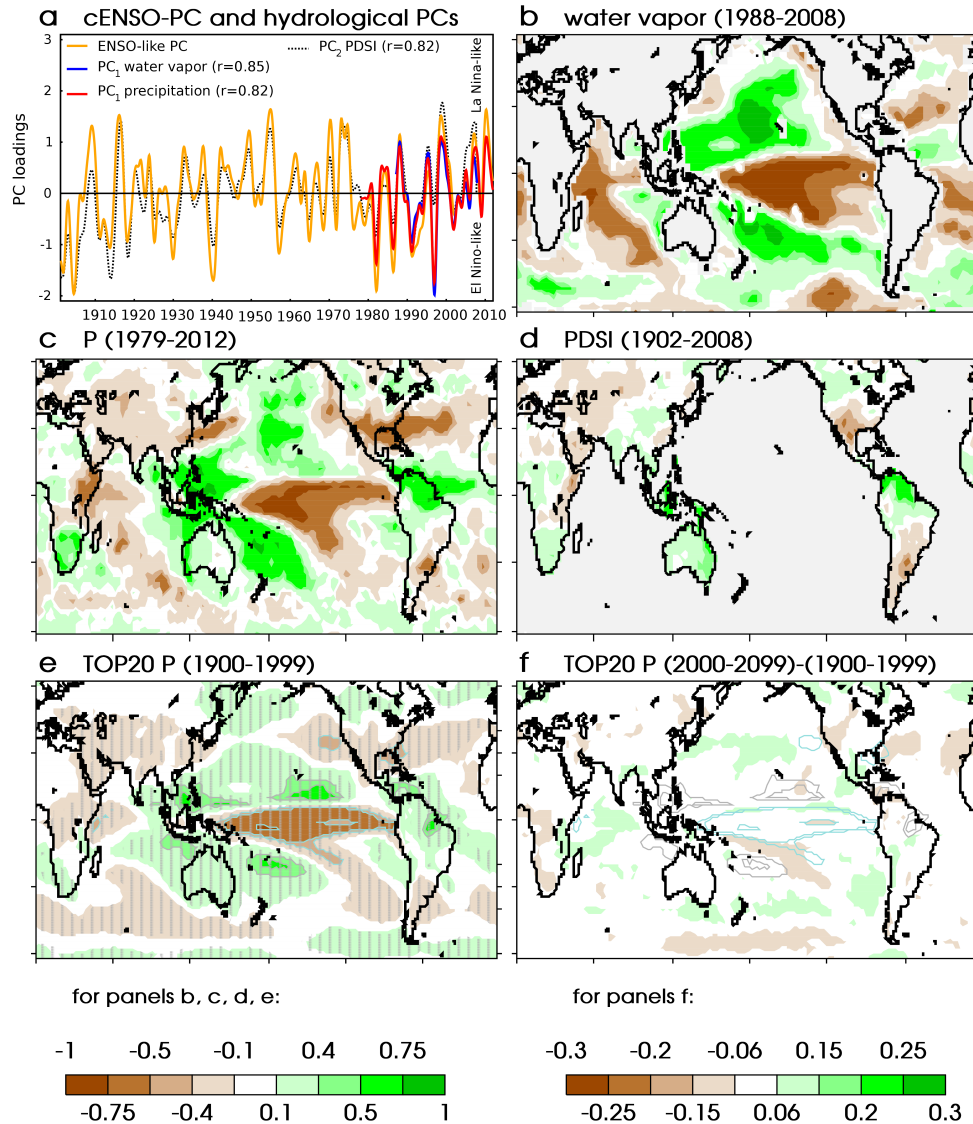 a cENSO-PC and hydrological PCs
ENSO-like PC
PC1 water vapor (r=0.85)
PC1 precipitation (r=0.82)
PC2 PDSI (r=0.82)
PC loadings
3
2
1
0
-1
-2
La Nina-like
El Nino-like
1910 1920 1930 1940 1950 1960 1970 1980 1990 2000 2010
b water vapor (1988-2008)
c P (1979-2012)
d PDSI (1902-2008)
e TOP20 P (1900-1999)
f TOP20 P (2000-2099)-(1900-1999)
for panels b, c, d, e:
-1 -0.5 -0.1 0.4 0.75
-0.75 -0.4 0.1 0.5 1
for panels f:
-0.3 -0.2 -0.06 0.15 0.25
-0.25 -0.15 0.06 0.2 0.3